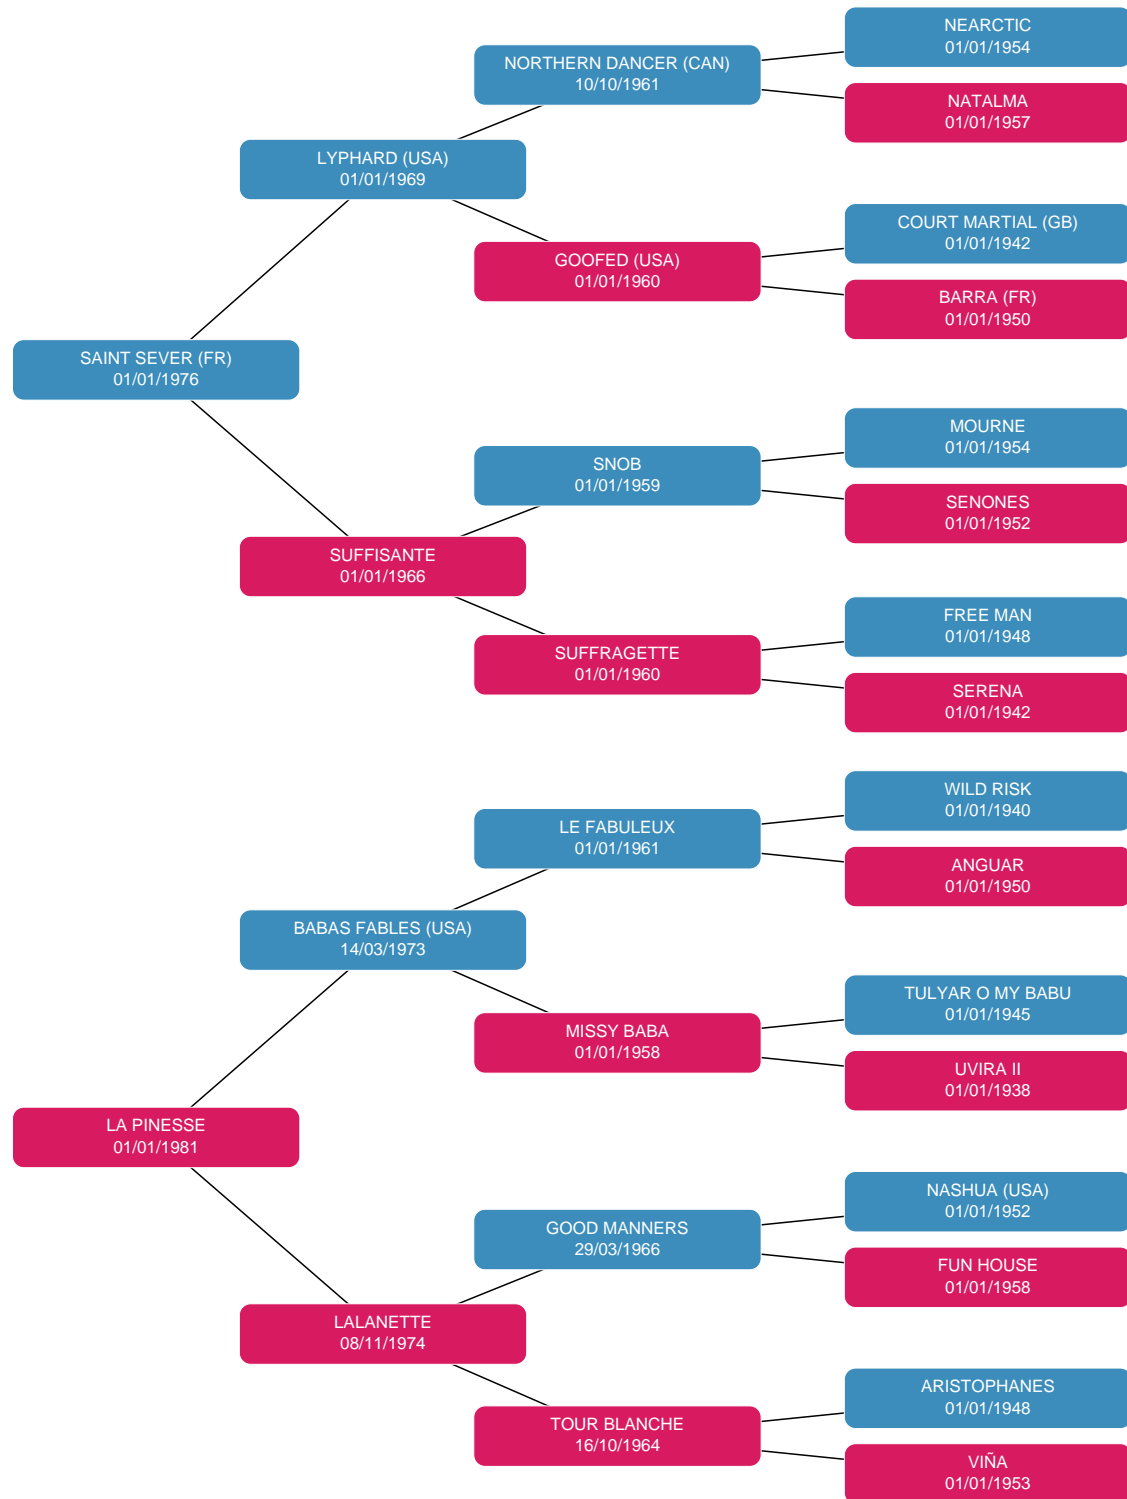 NEARCTIC
01/01/1954
NORTHERN DANCER (CAN)
10/10/1961
NATALMA
01/01/1957
LYPHARD (USA)
01/01/1969
COURT MARTIAL (GB)
01/01/1942
GOOFED (USA)
01/01/1960
BARRA (FR)
01/01/1950
SAINT SEVER (FR)
01/01/1976
MOURNE
01/01/1954
SNOB
01/01/1959
SENONES
01/01/1952
SUFFISANTE
01/01/1966
FREE MAN
01/01/1948
SUFFRAGETTE
01/01/1960
SERENA
01/01/1942
WILD RISK
01/01/1940
LE FABULEUX
01/01/1961
ANGUAR
01/01/1950
BABAS FABLES (USA)
14/03/1973
TULYAR O MY BABU
01/01/1945
MISSY BABA
01/01/1958
UVIRA II
01/01/1938
LA PINESSE
01/01/1981
NASHUA (USA)
01/01/1952
GOOD MANNERS
29/03/1966
FUN HOUSE
01/01/1958
LALANETTE
08/11/1974
ARISTOPHANES
01/01/1948
TOUR BLANCHE
16/10/1964
VIÑA
01/01/1953